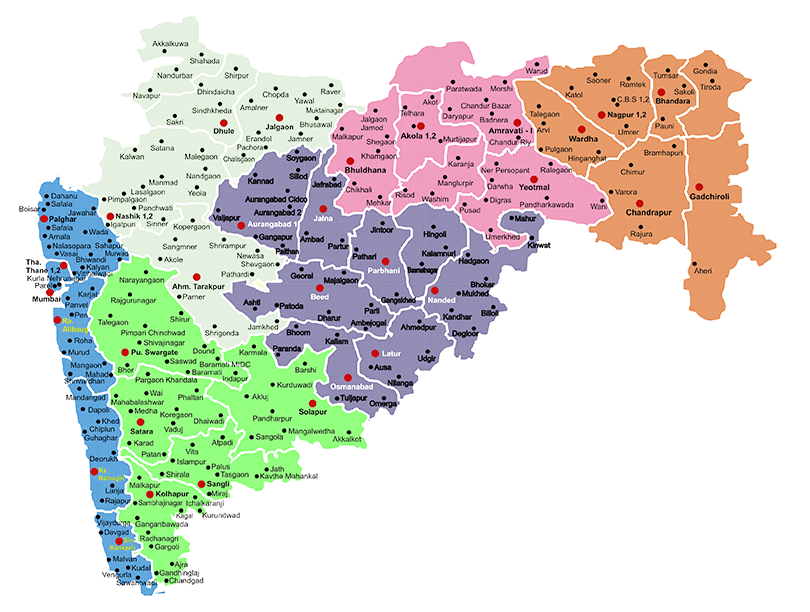 Akkalkuwa
Shahada
Nandurbar
Shirpur
Navapur
Dhindaicha
Chopda
Raver
Yawal
Sindhkheda
Amalner
Muktainagar
Sakri
Dhule
Jalgaon
Bhusawal
Erandol
Jamner
Pachora
Chalisgaon
Satana
Kalwan
Malegaon
Nandgaon
Manmad
Yeola
Pimpalgaon
Panchwati
Nashik 1,2
Igatpuri
Sinner
Kopergaon
Sangmner
Shrirampur
Newasa
Shevgaon
Akole
Pathardi
Ahm. Tarakpur
Parner
Shrigonda
Jamkhed
Paratwada
Morshi
Warud
Akot
Telhara
Daryapur
Chandur Bazar
Jalgaon
Jamod
Badnera
Malkapur
Akola 1,2
Amravati - I
Shegaon
Murtijapur
Chandur Rly
Khamgaon
Bhuldhana
Karanja
Ner Persopant
Ralegaon
Chikhali
Manglurpir
Darwha
Yeotmal
Mehkar
Risod
Washim
Digras
Pandharkawada
Pusad
Wani
Umerkhed
Saoner
Katol
Ramtek
C.B.S 1,2
Nagpur 1,2
Talegaon
Arvi
Umrer
Wardha
Pulgaon
Hinganghat
Tumsar
Gondia
Sakoli
Tiroda
Bhandara
Pauni
Bramhapuri
Chimur
Varora
Gadchiroli
Chandrapur
Rajura
Aheri
Soygaon
Kannad
Sillod
Jafrabad
Aurangabad Cidco
Aurangabad 2
Vaijapur
Aurangabad 1
Jalna
Gangapur
Ambad
Partur
Paithan
Jintoor
Hingoli
Mahur
Kinwat
Pathari
Parbhani
Kalamnuri
Basmatnagar
Hadgaon
Georai
Majalgaon
Beed
Gangakhed
Nanded
Bhokar
Mukhed
Ashti
Patoda
Dharur
Parli
Ambejogai
Kandhar
Billoli
Ahmedpur
Degloor
Bhoom
Kallam
Paranda
Latur
Udgir
Ausa
Nilanga
Osmanabad
Tuljapur
Omerga
Dahanu
Safala
Boisar
Jawahar
Palghar
Safala
Wada
Amala
Nalasopara
Sahapur
Vasai
Murwad
Bhiwandi
Tha.
Thane 1,2
Kalyan
Vithalwadi
Kurla Nehrunagar
Parel
Mumbai
Karjat
Panvel
Pen
Ra.
Alibaug
Roha
Murud
Mangaon
Mahad
Shrivardhan
Mandangad
Dapoli
Khed
Chiplun
Guhaghar
Deorukh
Ra.
Ratnagiri
Lanja
Rajapur
Vijaydurga
Devgad
Malvan
Kudal
Vengurla
Sawantwadi
Narayangaon
Rajgurunagar
Talegaon
Shirur
Pimpari Chinchwad
Shivajinagar
Pu. Swargate
Dound
Saswad
Baramati MIDC
Bhor
Baramati
Indapur
Karmala
Barshi
Pargaon Khandala
Kurduwadi
Wai
Phaltan
Akluj
Mahabaleshwar
Medha
Koregaon
Solapur
Satara
Vaduj
Dhaiwadi
Pandharpur
Mangalwedha
Sangola
Akkalkot
Karad
Atpadi
Patan
Vita
Islampur
Palus
Jath
Shirala
Tasgaon
Kavtha Mahankal
Malkapur
Sangli
Kolhapur
Miraj
Sambhajinagar
Ichalkaranji
Kagal
Kurundwad
Ganganbawada
Radhanagri
Gargoti
Ajra
Gandhinglaj
Chandgad